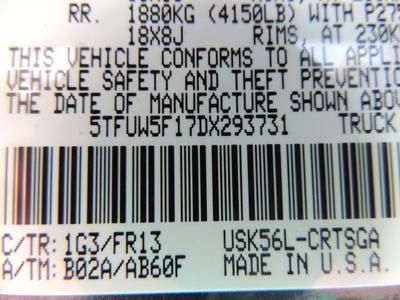 RR. 1880KG (4150LB) WITH P275
18X8J RIMS, AT 230K
THIS VEHICLE CONFORMS TO ALL APPLI
VEHICLE SAFETY AND THEFT PREVENTIO
THE DATE OF MANUFACTURE SHOWN ABOV
5TFUW5F17DX293731 TRUCK
C/TR: 1G3/FR13 USK56L-CRTSGA
A/TM: B02A/AB60F MADE IN U.S.A